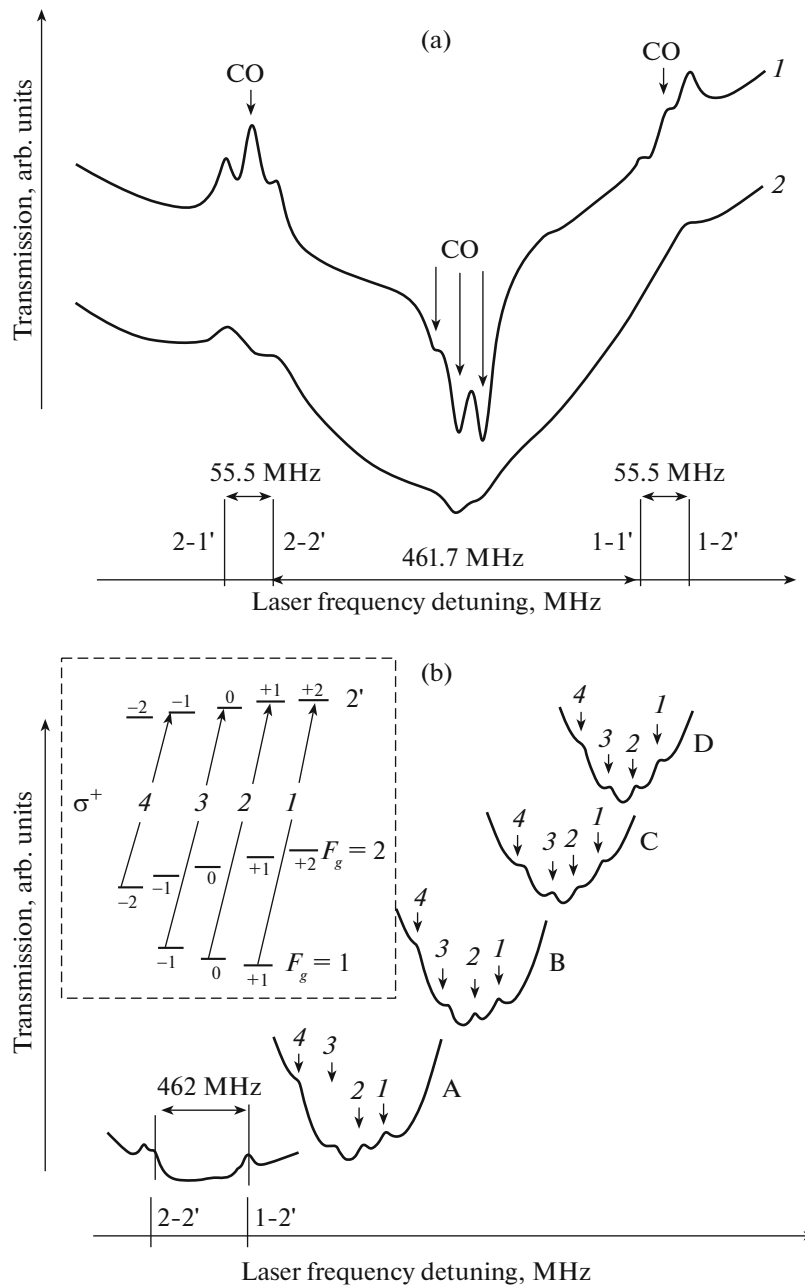 (a)
CO
CO
1
2
CO
Transmission, arb. units
55.5 MHz
55.5 MHz
2-1'
2-2'
461.7 MHz
1-1'
1-2'
Laser frequency detuning, MHz
(b)
−2
−1
0
+1
+2
2'
σ+
4
3
2
1
−2
−1
0
+1
+2
Fg = 2
−1
0
+1
Fg = 1
4
3
2
1
D
4
3
2
1
C
4
3
2
1
B
4
3
2
1
A
Transmission, arb. units
462 MHz
2-2'
1-2'
Laser frequency detuning, MHz